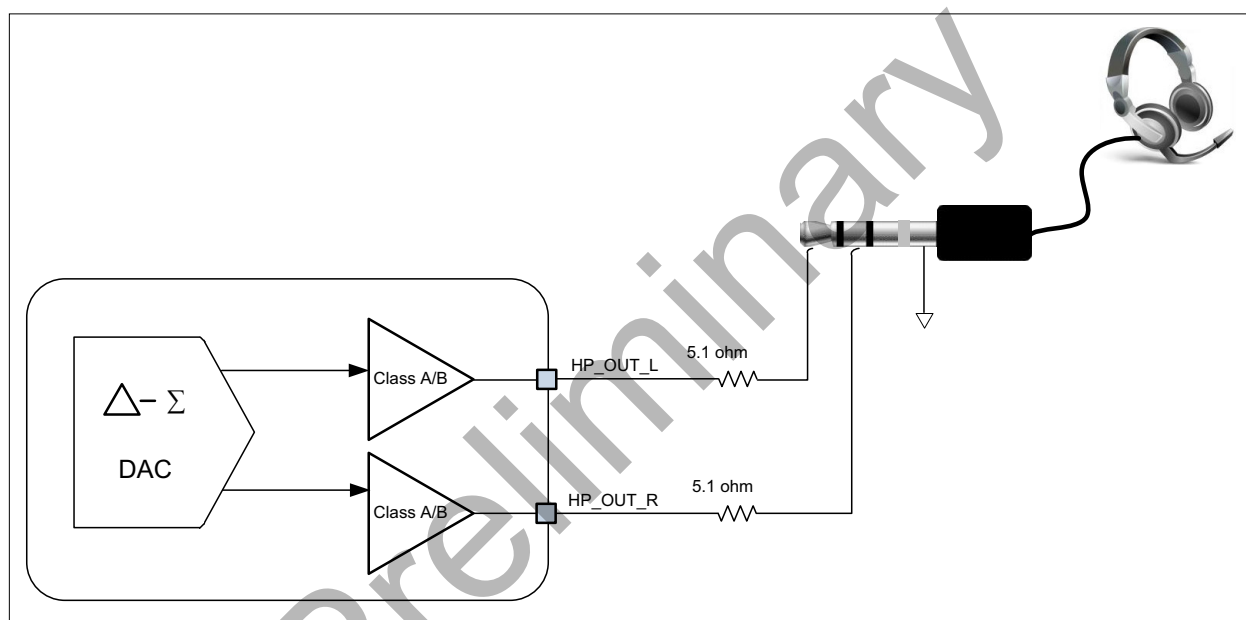 Preliminary
Class A/B
HP_OUT_L
5.1 ohm
△- Σ
DAC
Class A/B
HP_OUT_R
5.1 ohm